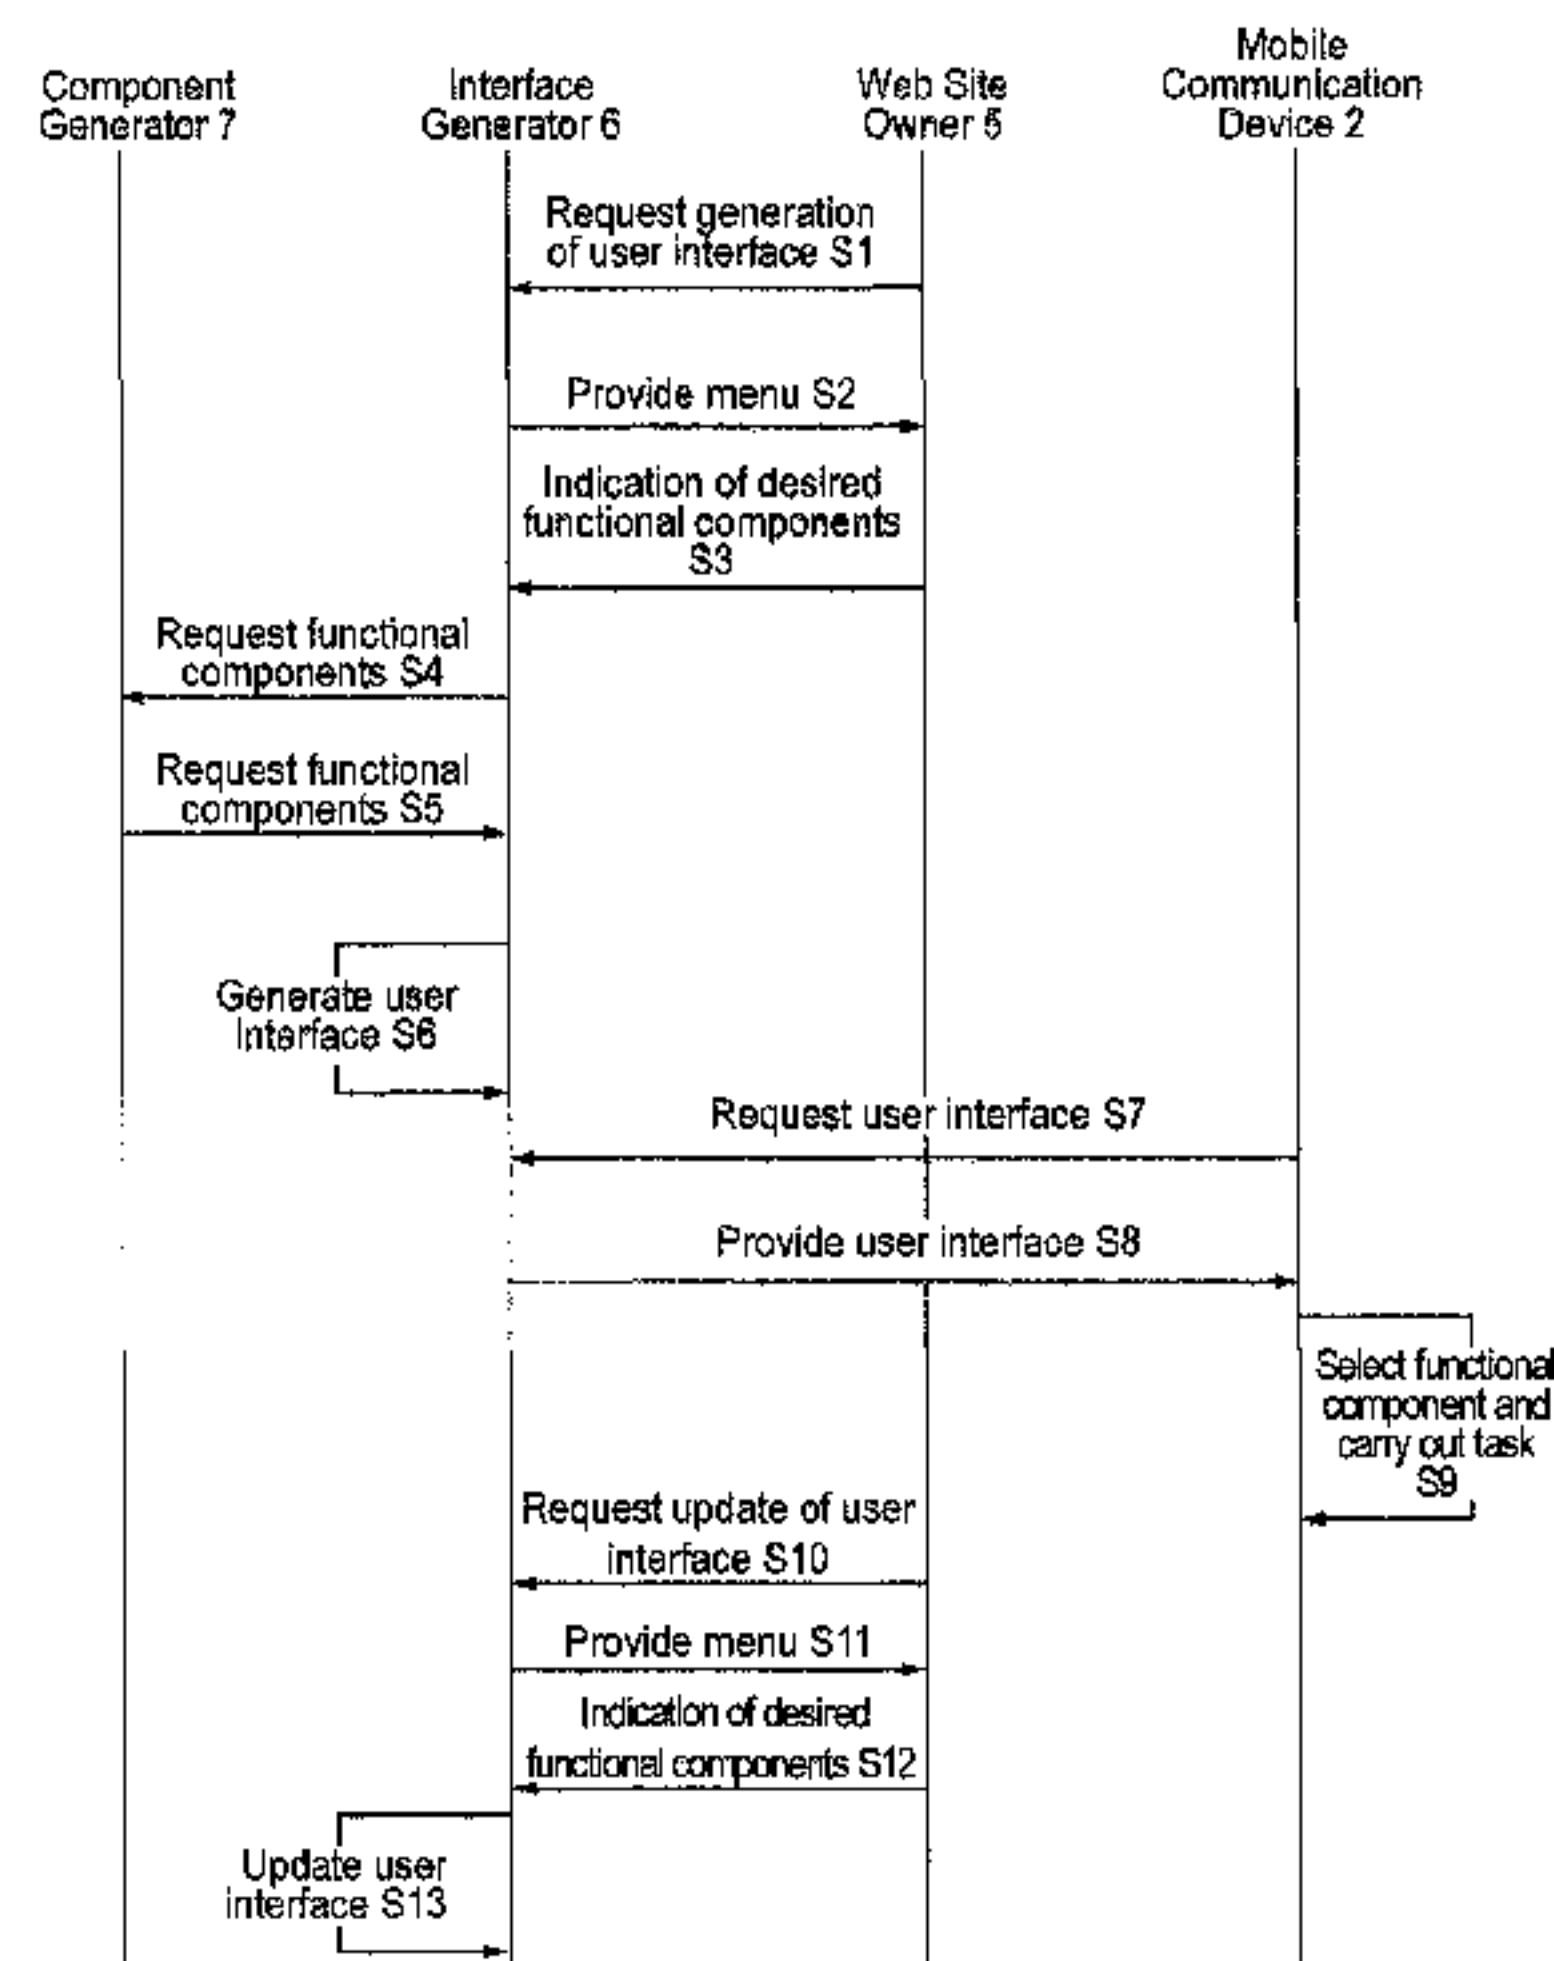 Component
Generator 7
Interface
Generator 6
Web Site
Owner 5
Mobile
Communication
Device 2
Request generation
of user interface S1
Provide menu S2
Indication of desired
functional components
S3
Request functional
components S4
Request functional
components S5
Generate user
Interface S6
Request user interface S7
Provide user interface S8
Select functional
component and
carry out task
S9
Request update of user
interface S10
Provide menu S11
Indication of desired
functional components S12
Update user
interface S13